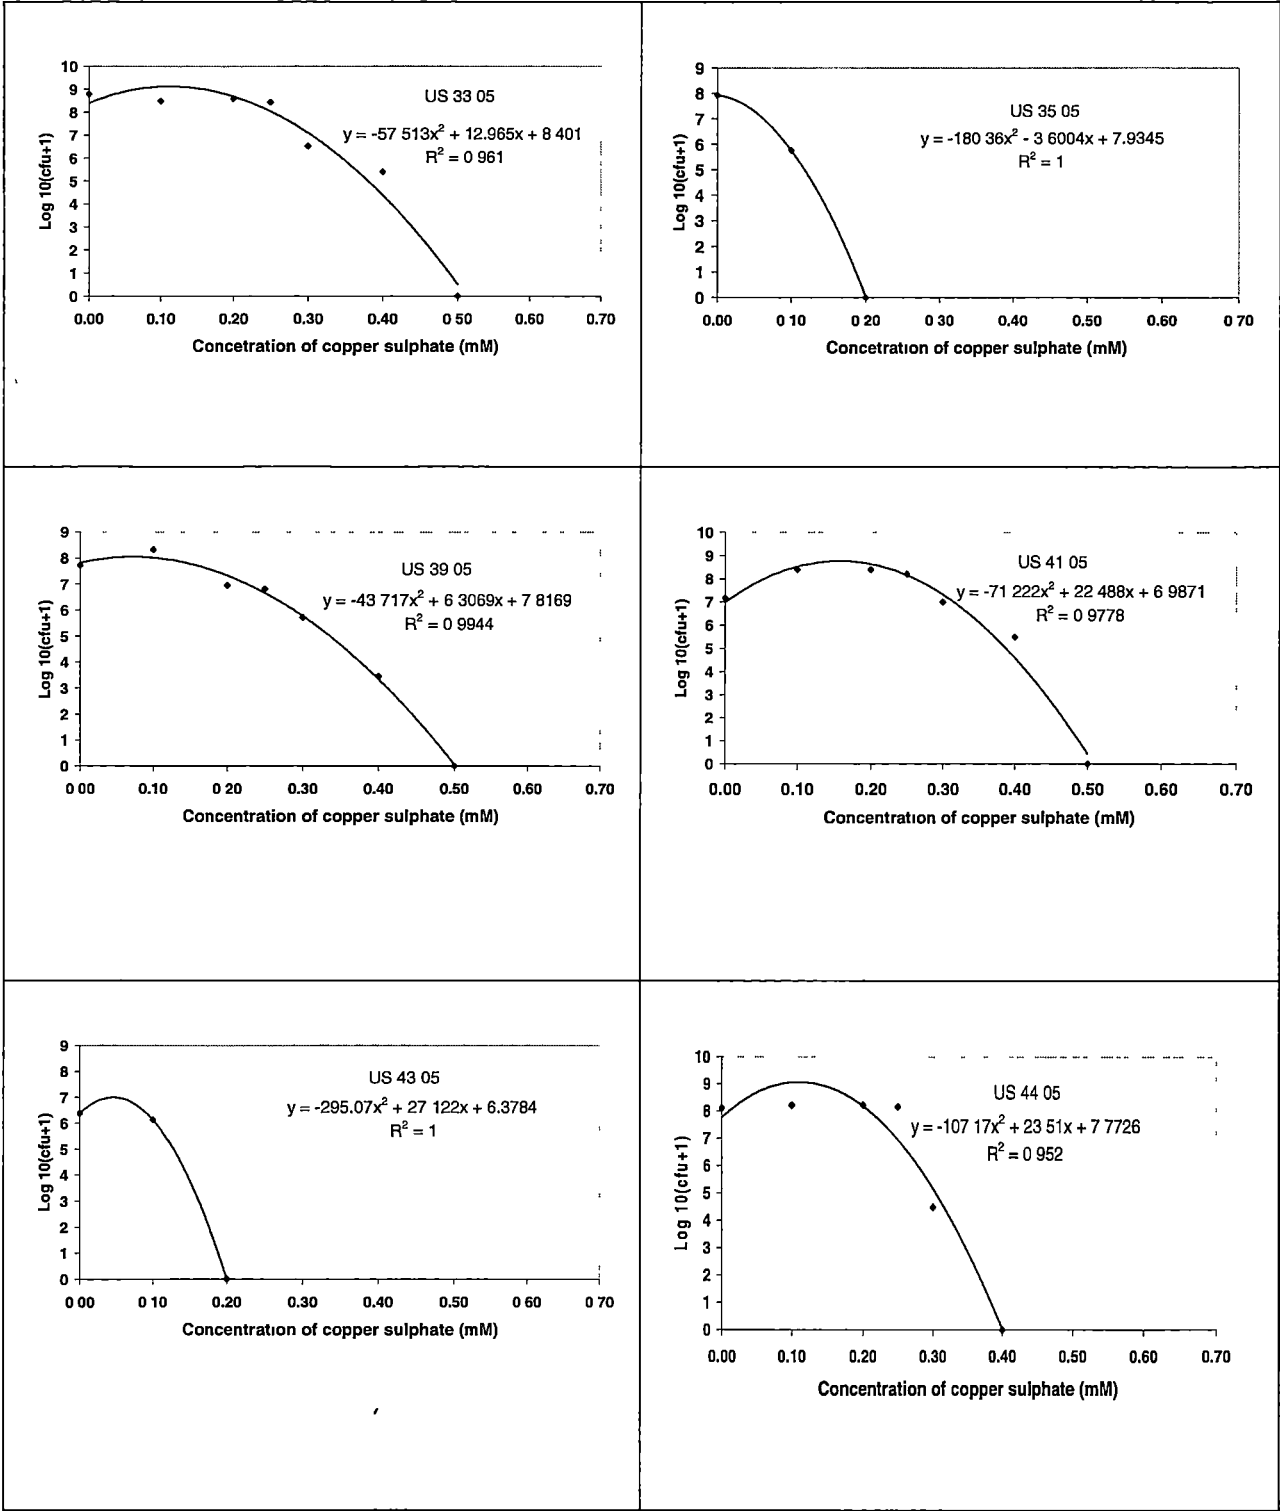 10
9
8
7
6
5
4
3
2
1
0
Log 10(cfu+1)
US 33 05
y = -57 513x² + 12.965x + 8 401
R² = 0 961
0.00 0.10 0.20 0.30 0.40 0 50 0.60 0.70
Concetration of copper sulphate (mM)
9
8
7
6
5
4
3
2
1
0
Log 10(cfu+1)
US 35 05
y = -180 36x² - 3 6004x + 7.9345
R² = 1
0.00 0 10 0 20 0 30 0.40 0.50 0.60 0 70
Concetration of copper sulphate (mM)
9
8
7
6
5
4
3
2
1
0
Log 10(cfu+1)
US 39 05
y = -43 717x² + 6 3069x + 7 8169
R² = 0 9944
0 00 0.10 0 20 0.30 0.40 0.50 0 60 0.70
Concentration of copper sulphate (mM)
10
9
8
7
6
5
4
3
2
1
0
Log 10(cfu+1)
US 41 05
y = -71 222x² + 22 488x + 6 9871
R² = 0 9778
0.00 0.10 0.20 0 30 0.40 0.50 0.60 0.70
Concentration of copper sulphate (mM)
9
8
7
6
5
4
3
2
1
0
Log 10(cfu+1)
US 43 05
y = -295.07x² + 27 122x + 6.3784
R² = 1
0 00 0 10 0.20 0.30 0.40 0.50 0 60 0 70
Concentration of copper sulphate (mM)
10
9
8
7
6
5
4
3
2
1
0
Log 10(cfu+1)
US 44 05
y = -107 17x² + 23 51x + 7 7726
R² = 0 952
0.00 0.10 0.20 0.30 0.40 0.50 0.60 0.70
Concentration of copper sulphate (mM)